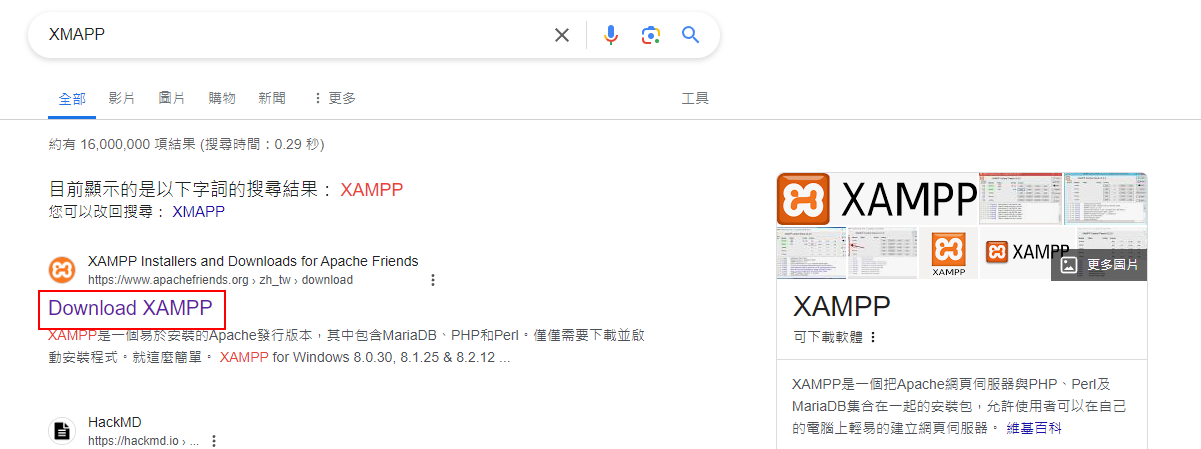 XMAPP
全部 影片 圖片 購物 新聞 更多 工具
約有 16,000,000 項結果 (搜尋時間：0.29 秒)
目前顯示的是以下字詞的搜尋結果： XAMPP
您可以改回搜尋： XMAPP
XAMPP Installers and Downloads for Apache Friends
https://www.apachefriends.org › zh_tw › download
Download XAMPP
XAMPP是一個易於安裝的Apache發行版本，其中包含MariaDB、PHP和Perl。僅僅需要下載並啟
動安裝程式。就這麼簡單。 XAMPP for Windows 8.0.30, 8.1.25 & 8.2.12 ...
HackMD
https://hackmd.io › ...
XAMPP
XAMPP
XAMPP
更多圖片
XAMPP
可下載軟體
XAMPP是一個把Apache網頁伺服器與PHP、Perl及
MariaDB集合在一起的安裝包，允許使用者可以在自己
的電腦上輕易的建立網頁伺服器。 維基百科